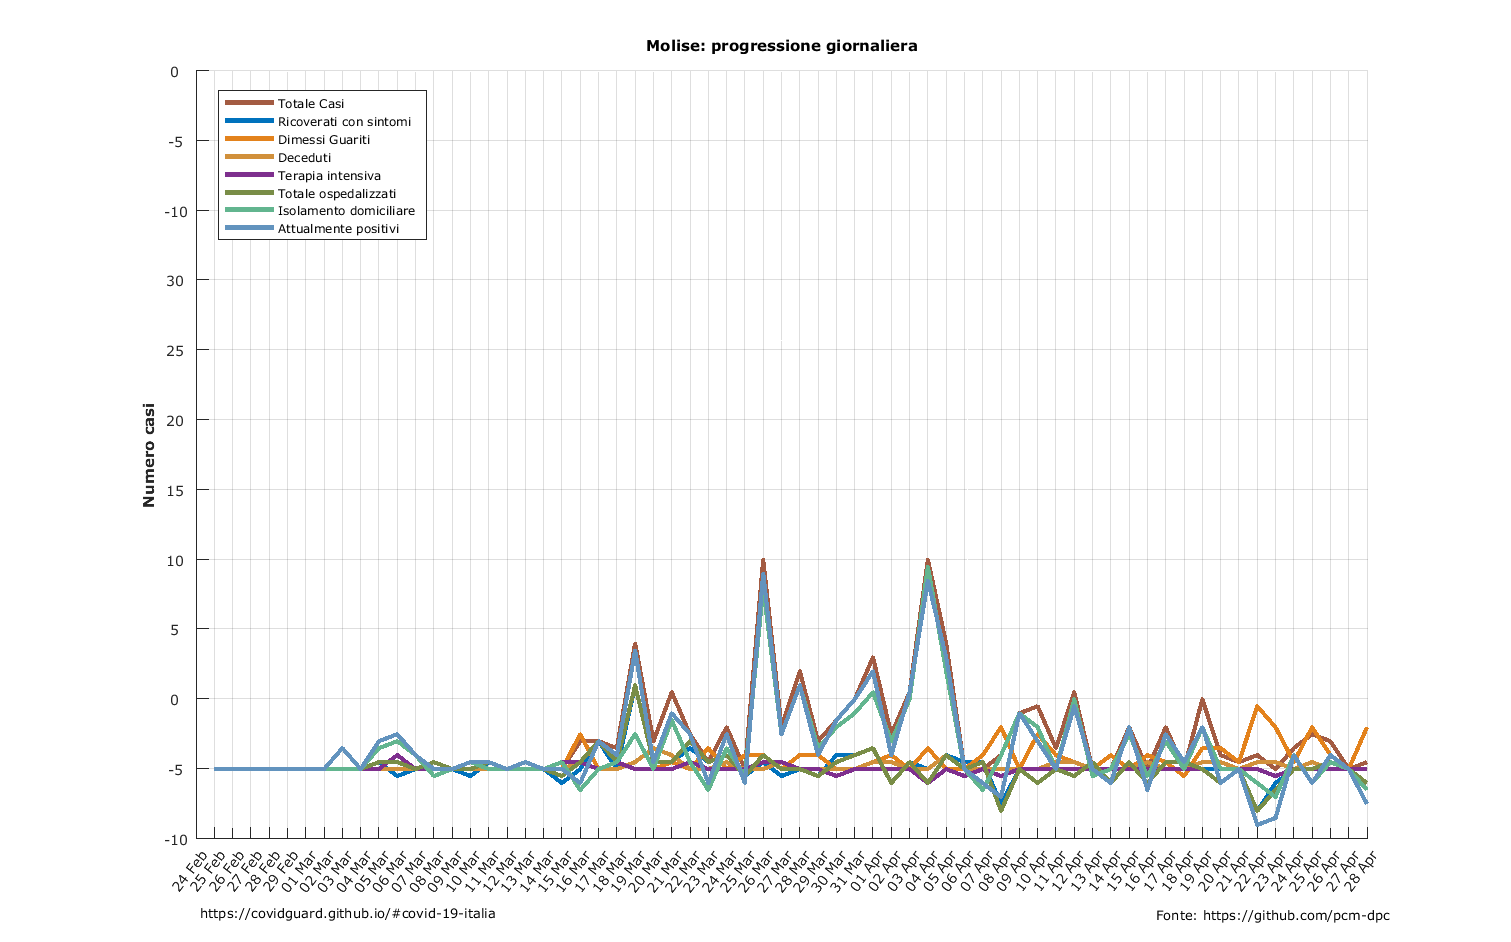 Molise: progressione giornaliera
0
-5
-10
30
25
20
15
10
5
0
-5
-10
Numero casi
Totale Casi
Ricoverati con sintomi
Dimessi Guariti
Deceduti
Terapia intensiva
Totale ospedalizzati
Isolamento domiciliare
Attualmente positivi
24 Feb
25 Feb
26 Feb
27 Feb
28 Feb
29 Feb
01 Mar
02 Mar
03 Mar
04 Mar
05 Mar
06 Mar
07 Mar
08 Mar
09 Mar
10 Mar
11 Mar
12 Mar
13 Mar
14 Mar
15 Mar
16 Mar
17 Mar
18 Mar
19 Mar
20 Mar
21 Mar
22 Mar
23 Mar
24 Mar
25 Mar
26 Mar
27 Mar
28 Mar
29 Mar
30 Mar
31 Mar
01 Apr
02 Apr
03 Apr
04 Apr
05 Apr
06 Apr
07 Apr
08 Apr
09 Apr
10 Apr
11 Apr
12 Apr
13 Apr
14 Apr
15 Apr
16 Apr
17 Apr
18 Apr
19 Apr
20 Apr
21 Apr
22 Apr
23 Apr
24 Apr
25 Apr
26 Apr
27 Apr
28 Apr
https://covidguard.github.io/#covid-19-italia
Fonte: https://github.com/pcm-dpc